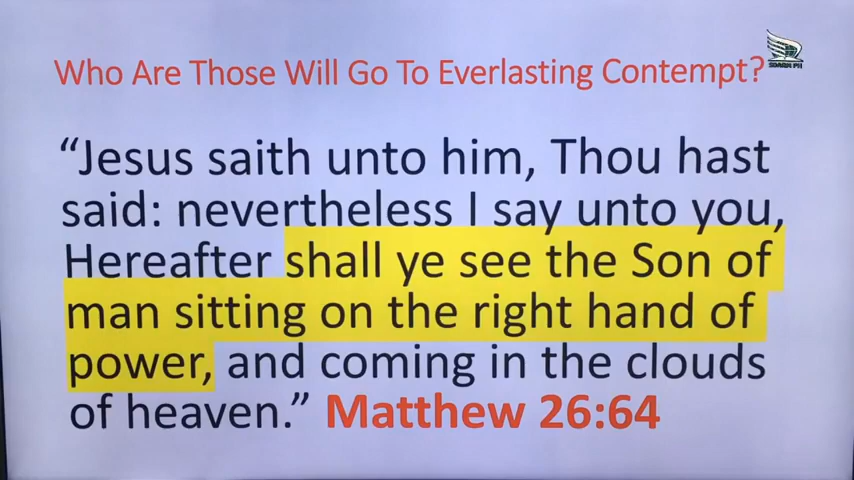 Who Are Those Will Go To Everlasting Contempt?
SDARM PH
“Jesus saith unto him, Thou hast
said: nevertheless I say unto you,
Hereafter shall ye see the Son of
man sitting on the right hand of
power, and coming in the clouds
of heaven.” Matthew 26:64